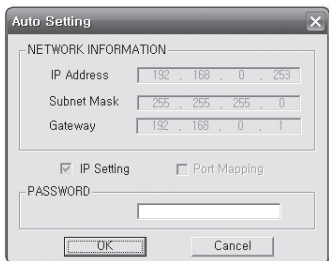 Auto Setting
NETWORK INFORMATION
IP Address 192 . 168 . 0 . 253
Subnet Mask 255 . 255 . 255 . 0
Gateway 192 . 168 . 0 . 1
IP Setting Port Mapping
PASSWORD
OK Cancel